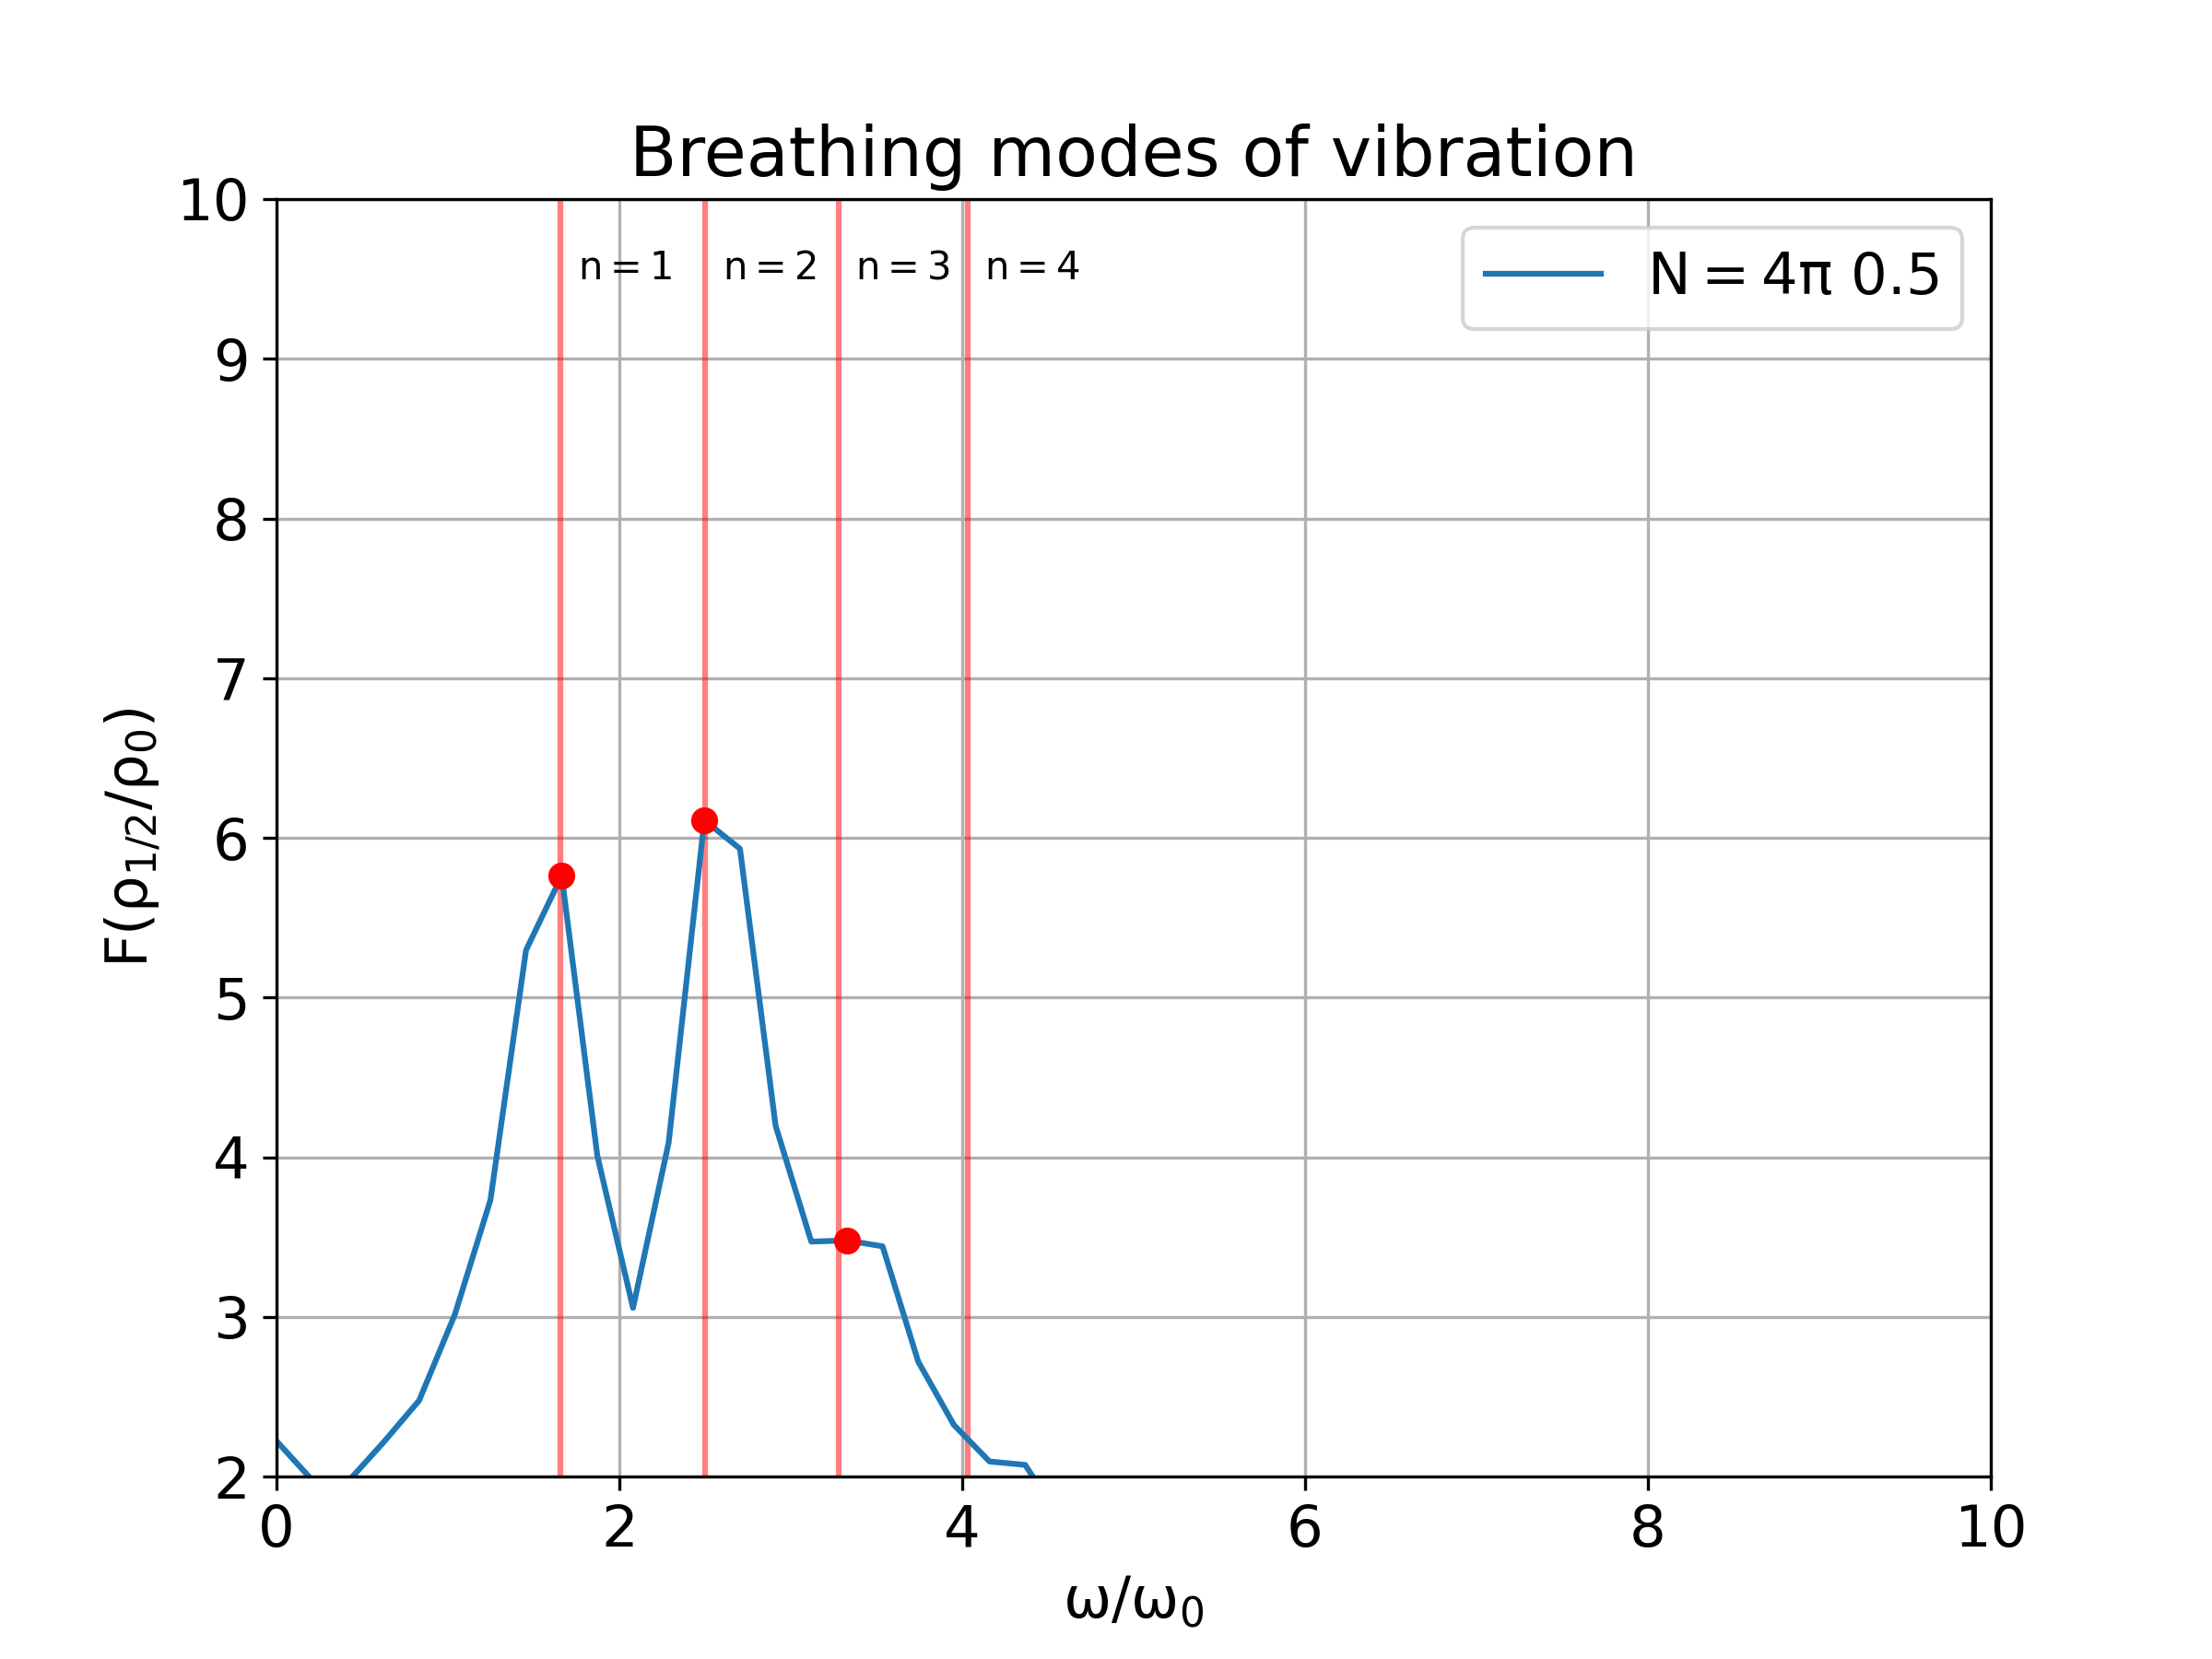 Breathing modes of vibration
10
9
8
7
6
5
4
3
2
F(ρ₁/₂/ρ₀)
n = 1
n = 2
n = 3
n = 4
N = 4π 0.5
0 2 4 6 8 10
ω/ω₀